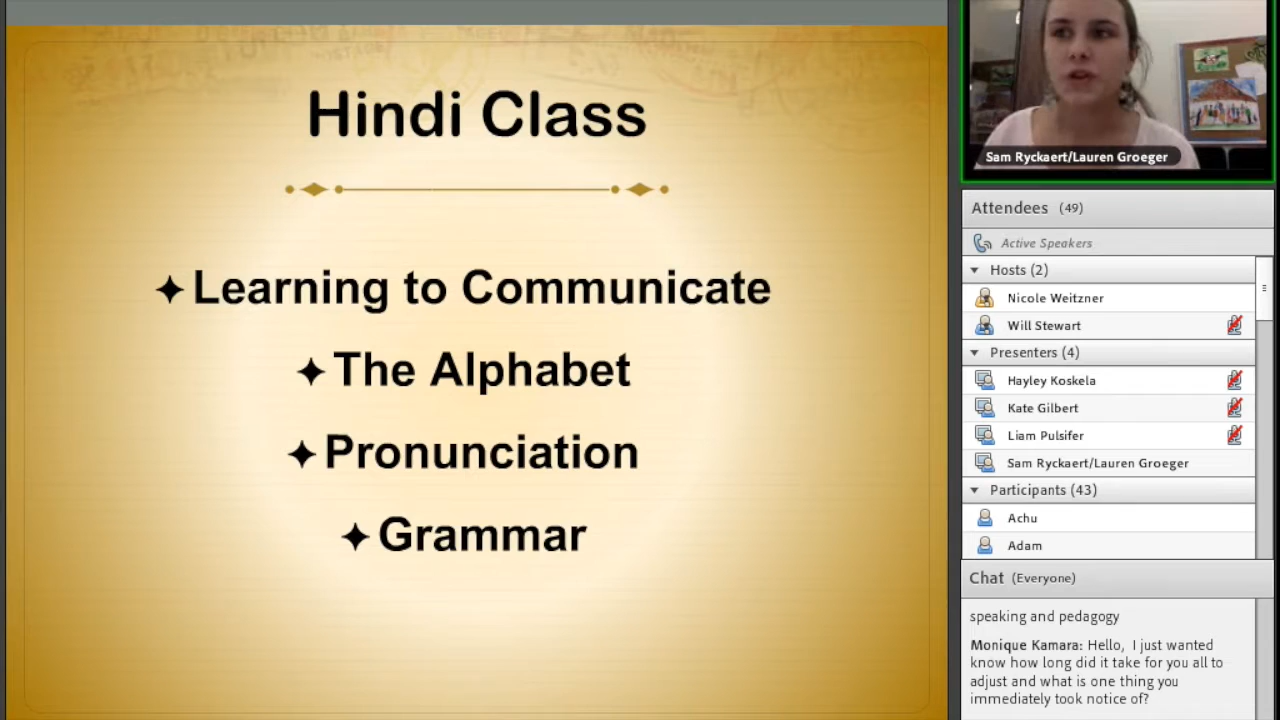 Hindi Class
✦Learning to Communicate
✦The Alphabet
✦Pronunciation
✦Grammar
Sam Ryckaert/Lauren Groeger
Attendees (49)
Active Speakers
Hosts (2)
Nicole Weitzner
Will Stewart
Presenters (4)
Hayley Koskela
Kate Gilbert
Liam Pulsifer
Sam Ryckaert/Lauren Groeger
Participants (43)
Achu
Adam
Chat (Everyone)
speaking and pedagogy
Monique Kamara: Hello, I just wanted
know how long did it take for you all to
adjust and what is one thing you
immediately took notice of?